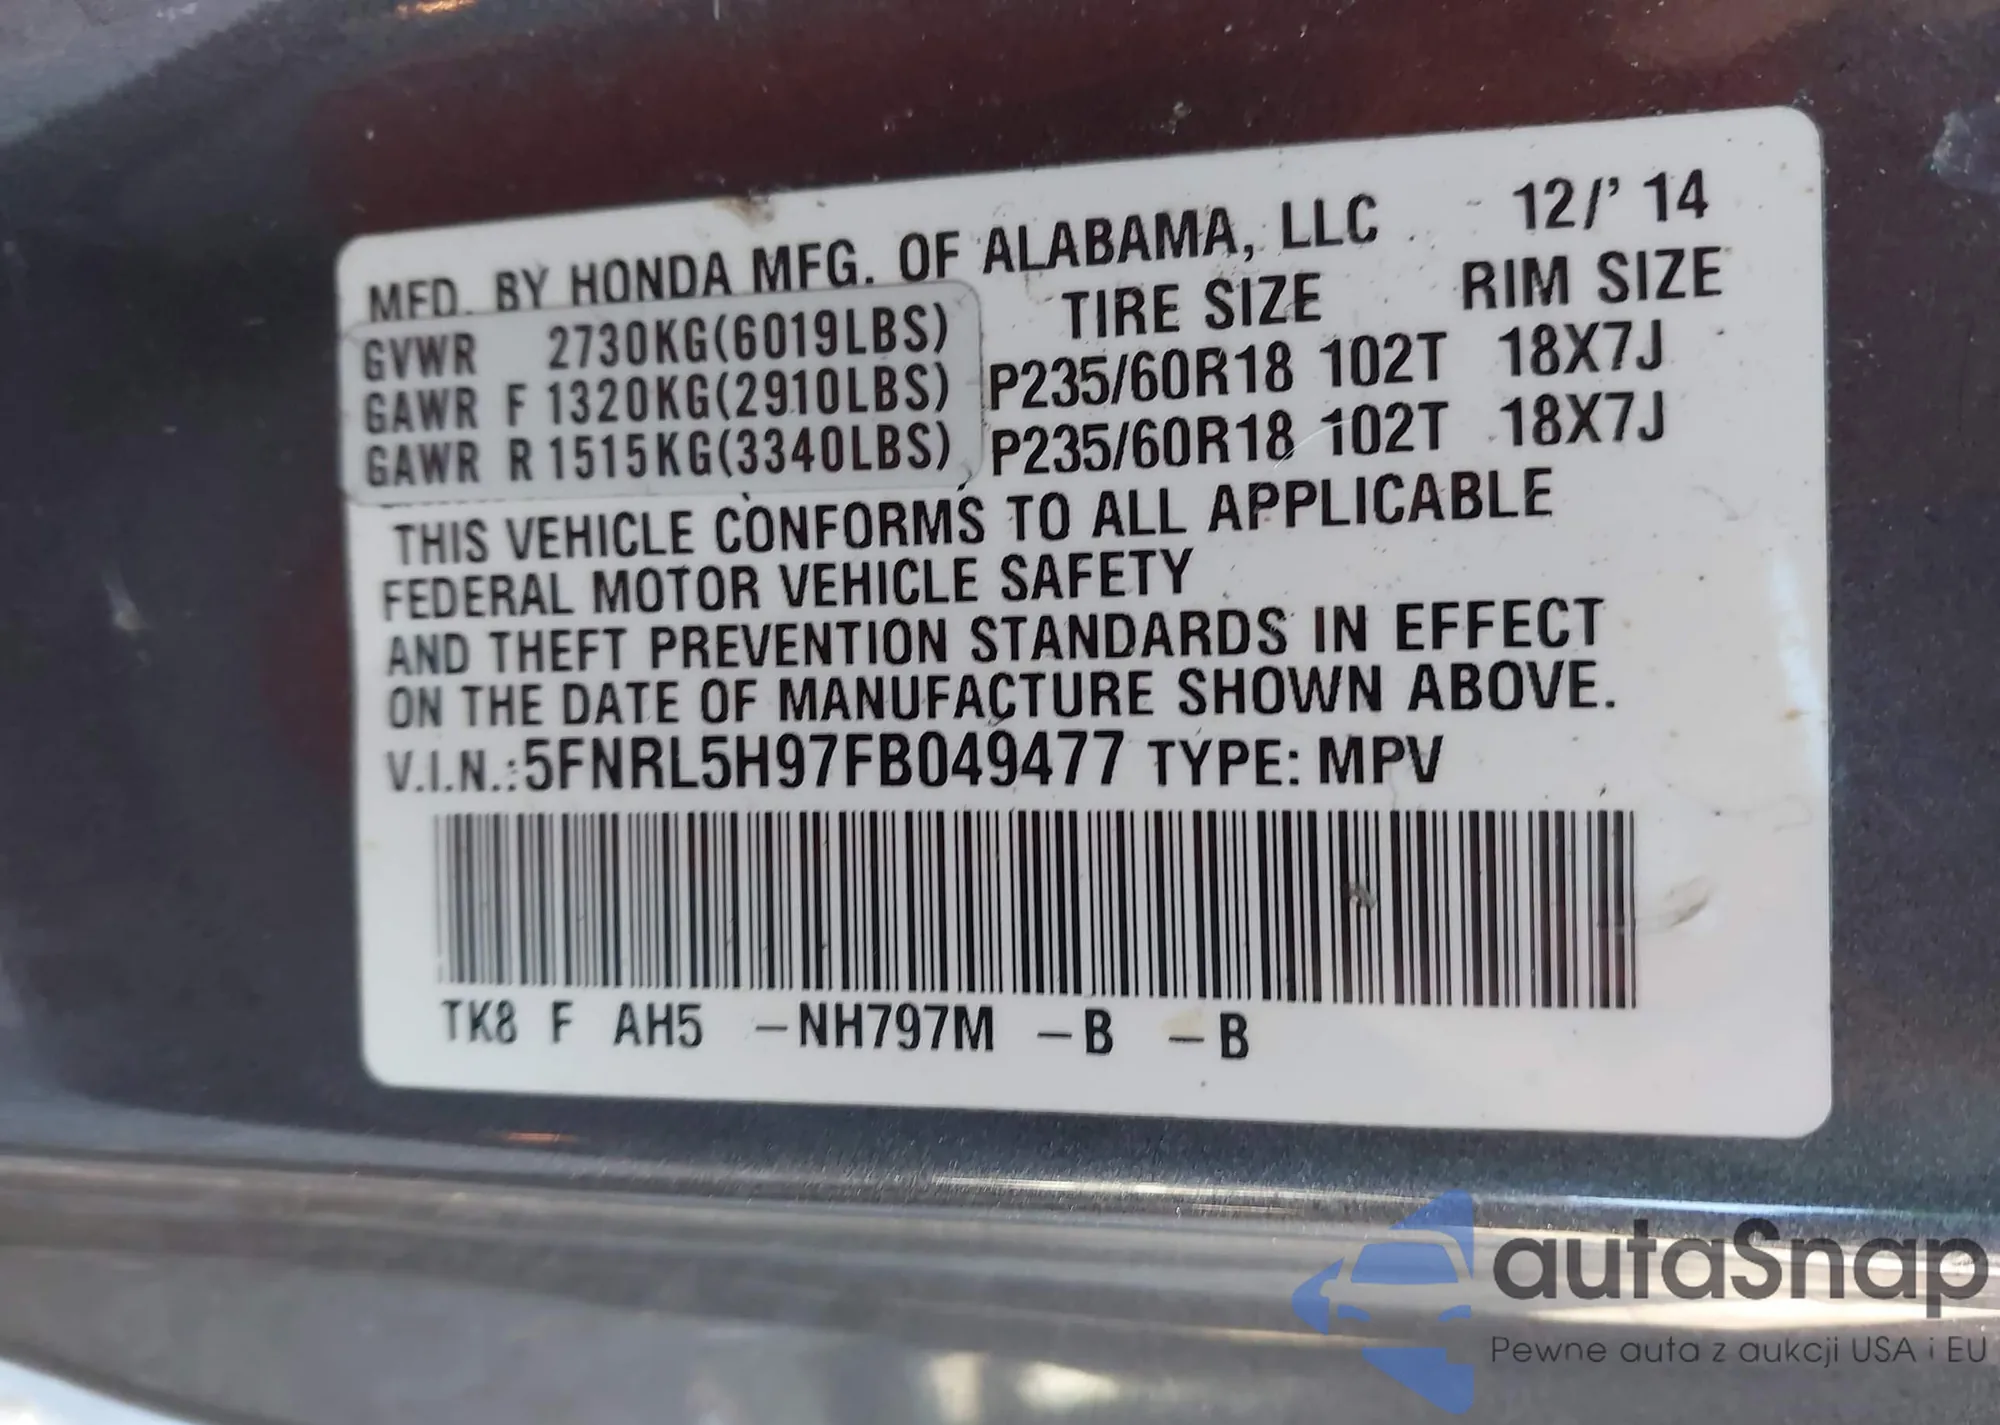 MFD. BY HONDA MFG. OF ALABAMA, LLC 12/' 14
TIRE SIZE RIM SIZE
GVWR 2730KG(6019LBS)
GAWR F 1320KG(2910LBS) P235/60R18 102T 18X7J
GAWR R 1515KG(3340LBS) P235/60R18 102T 18X7J
THIS VEHICLE CONFORMS TO ALL APPLICABLE
FEDERAL MOTOR VEHICLE SAFETY
AND THEFT PREVENTION STANDARDS IN EFFECT
ON THE DATE OF MANUFACTURE SHOWN ABOVE.
V.I.N.:5FNRL5H97FB049477 TYPE: MPV
TK8 F AH5 -NH797M -B -B
autaSnap
Pewne auta z aukcji USA i EU